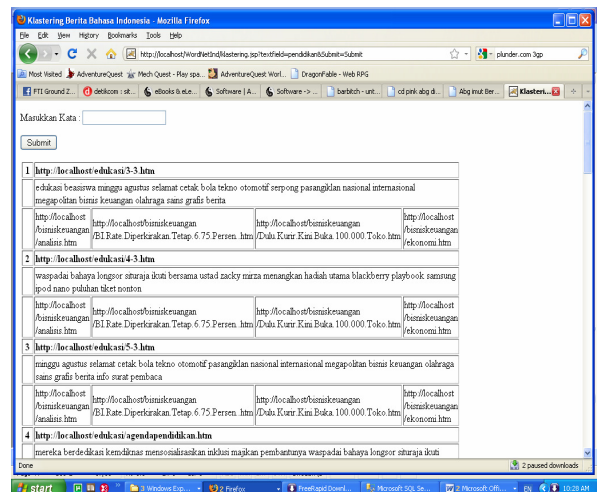 Klastering Berita Bahasa Indonesia - Mozilla Firefox
File Edit View History Bookmarks Tools Help
http://localhost/WordNetInd/klastering.jsp?textfield=pendidikan&Submit=Submit plunder.com 3gp
Most Visited AdventureQuest Mech Quest - Play spa... AdventureQuest Worl... DragonFable - Web RPG
FTI Ground Z... detikcom : sit... eBooks & eLe... Software | A... Software -> ... barbitch - unt... cd pink abg di... Abg imut Ber... Klasteri...
Masukkan Kata :
Submit
1 http://localhost/edukasi/3-3.htm
edukasi beasiswa minggu agustus selamat cetak bola tekno otomotif serpong pasangiklan nasional internasional
megapolitan bisnis keuangan olahraga sains grafis berita
http://localhost http://localhost/bisniskeuangan http://localhost/bisniskeuangan http://localhost
/bisniskeuangan /BI.Rate.Diperkirakan.Tetap.6.75.Persen.htm /Dulu.Kurir.Kini.Buka.100.000.Toko.htm /bisniskeuangan
/analisis.htm /ekonomi.htm
2 http://localhost/edukasi/4-3.htm
waspadai bahaya longsor situraja ikuti bersama ustad zacky mirza menangkan hadiah utama blackberry playbook samsung
ipod nano puluhan tiket nonton
http://localhost http://localhost/bisniskeuangan http://localhost/bisniskeuangan http://localhost
/bisniskeuangan /BI.Rate.Diperkirakan.Tetap.6.75.Persen.htm /Dulu.Kurir.Kini.Buka.100.000.Toko.htm /bisniskeuangan
/analisis.htm /ekonomi.htm
3 http://localhost/edukasi/5-3.htm
minggu agustus selamat cetak bola tekno otomotif pasangiklan nasional internasional megapolitan bisnis keuangan olahraga
sains grafis berita info surat pembaca
http://localhost http://localhost/bisniskeuangan http://localhost/bisniskeuangan http://localhost
/bisniskeuangan /BI.Rate.Diperkirakan.Tetap.6.75.Persen.htm /Dulu.Kurir.Kini.Buka.100.000.Toko.htm /bisniskeuangan
/analisis.htm /ekonomi.htm
4 http://localhost/edukasi/agendapendidikan.htm
mereka berdedikasi kemdiknas mensosialisasikan inklusi majikan pembantunya waspadai bahaya longsor situraja ikuti
Done 2 paused downloads
start 3 Windows Exp... 2 Firefox FreeRapid Downl... Microsoft SQL Se... Microsoft Offi... EN 10:28 AM